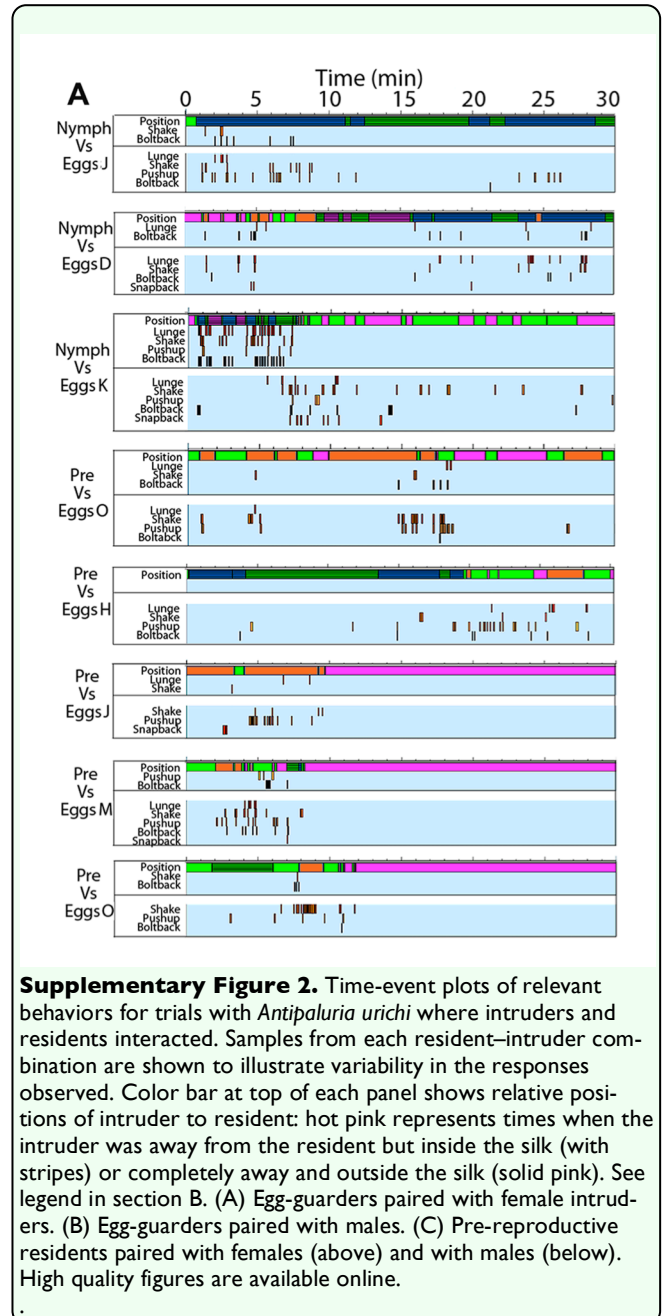 Time (min)
A
0 5 10 15 20 25 30
Nymph
Vs
Eggs J
Position
Shake
Boltback
Lunge
Shake
Pushup
Boltback
Nymph
Vs
Eggs D
Position
Lunge
Boltback
Lunge
Shake
Boltback
Snapback
Nymph
Vs
Eggs K
Position
Lunge
Shake
Pushup
Boltback
Lunge
Shake
Pushup
Boltback
Snapback
Pre
Vs
Eggs O
Position
Lunge
Shake
Boltback
Lunge
Shake
Pushup
Boltabck
Pre
Vs
Eggs H
Position
Lunge
Shake
Pushup
Boltback
Pre
Vs
Eggs J
Position
Lunge
Shake
Shake
Pushup
Snapback
Pre
Vs
Eggs M
Position
Pushup
Boltback
Lunge
Shake
Pushup
Boltback
Snapback
Pre
Vs
Eggs O
Position
Shake
Boltback
Shake
Pushup
Boltback
Supplementary Figure 2. Time-event plots of relevant
behaviors for trials with Antipaluria urichi where intruders and
residents interacted. Samples from each resident–intruder com-
bination are shown to illustrate variability in the responses
observed. Color bar at top of each panel shows relative posi-
tions of intruder to resident: hot pink represents times when the
intruder was away from the resident but inside the silk (with
stripes) or completely away and outside the silk (solid pink). See
legend in section B. (A) Egg-guarders paired with female intrud-
ers. (B) Egg-guarders paired with males. (C) Pre-reproductive
residents paired with females (above) and with males (below).
High quality figures are available online.
.